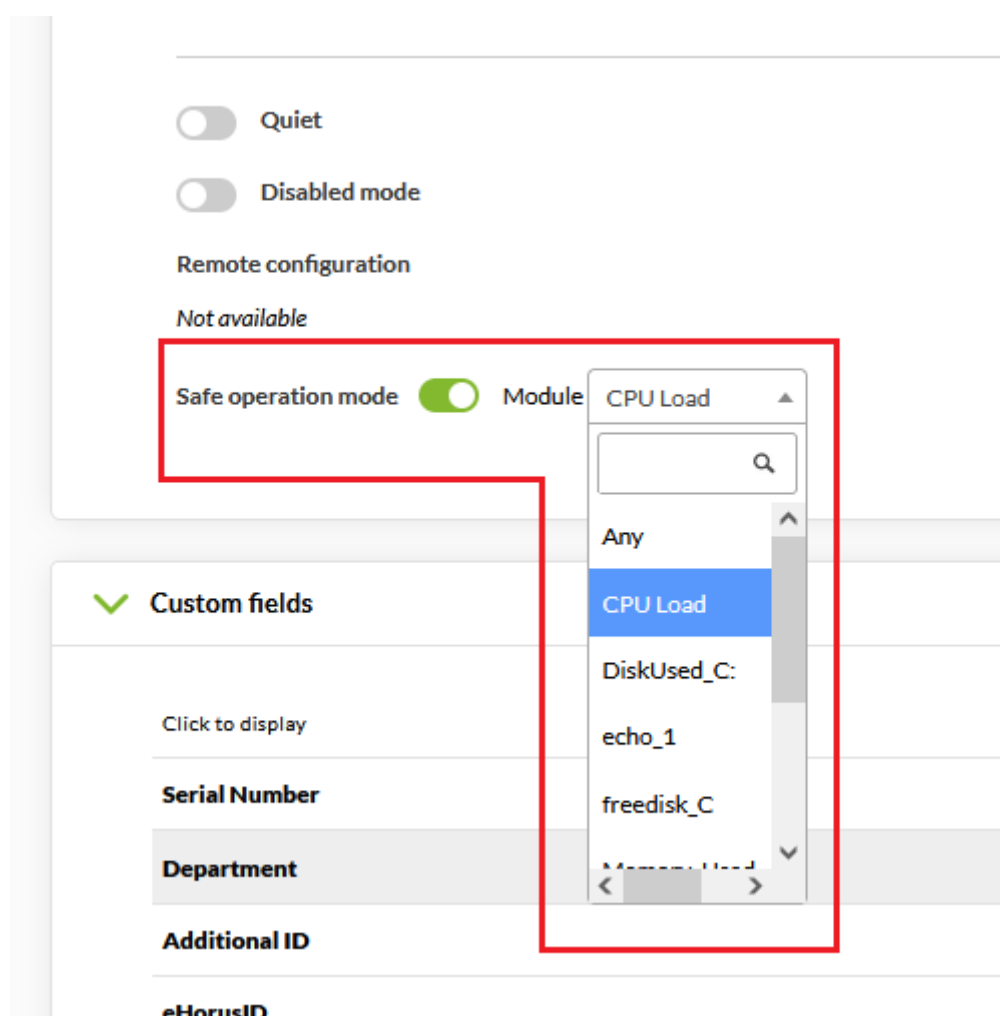 Quiet
Disabled mode
Remote configuration
Not available
Safe operation mode Module CPU Load
Any
CPU Load
DiskUsed_C:
echo_1
freedisk_C
Custom fields
Click to display
Serial Number
Department
Additional ID
eHorusID